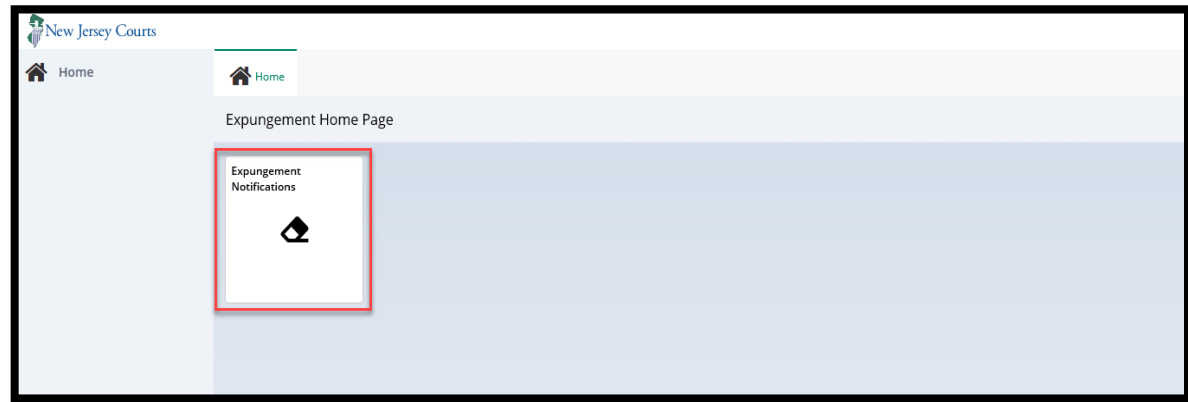 New Jersey Courts
Home
Home
Expungement Home Page
Expungement
Notifications